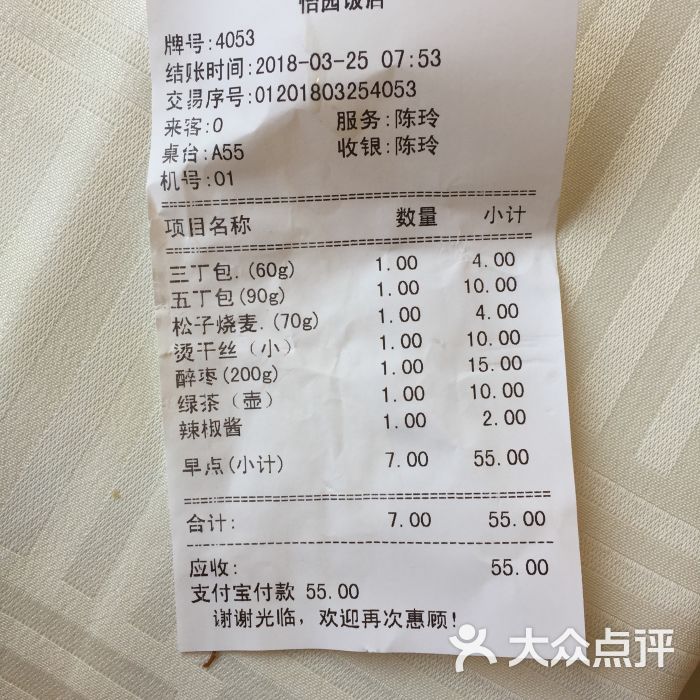 怡园饭店
牌号:4053
结账时间:2018-03-25 07:53
交易序号:01201803254053
来客:0 服务:陈玲
桌台:A55 收银:陈玲
机号:01
项目名称 数量 小计
三丁包.(60g) 1.00 4.00
五丁包(90g) 1.00 10.00
松子烧麦.(70g) 1.00 4.00
烫干丝（小） 1.00 10.00
醉枣(200g) 1.00 15.00
绿茶（壶） 1.00 10.00
辣椒酱 1.00 2.00
早点(小计) 7.00 55.00
合计: 7.00 55.00
应收: 55.00
支付宝付款 55.00
谢谢光临，欢迎再次惠顾!
大众点评